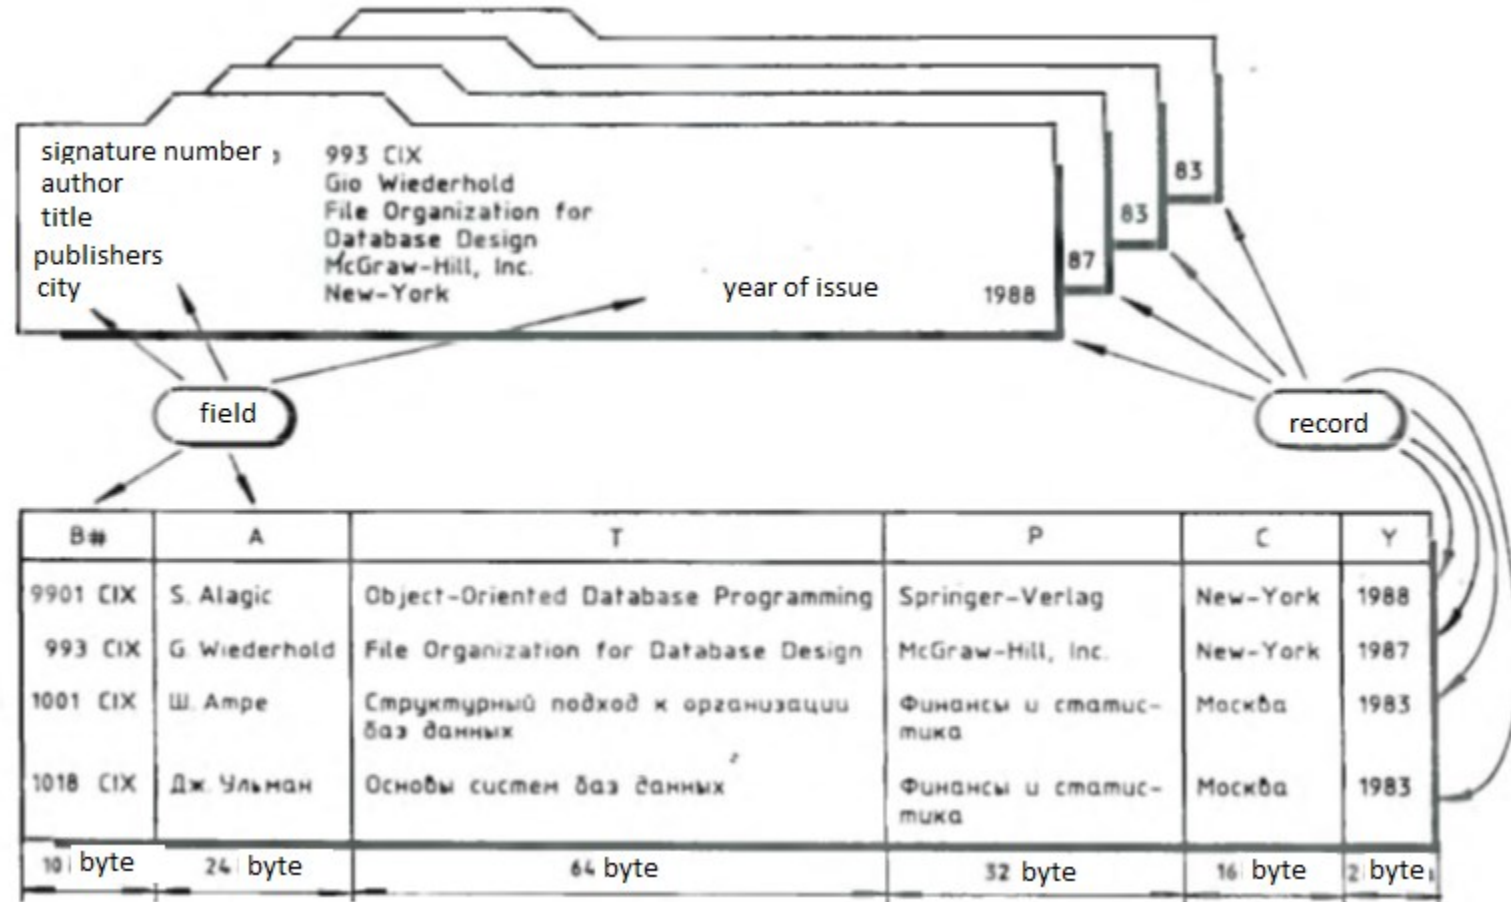 83
83
87
signature number
author
title
publishers
city
993 CIX
Gio Wiederhold
File Organization for
Database Design
McGraw-Hill, Inc.
New-York
year of issue
1988
field
record
B# A T P C Y
9901 CIX S. Alagic Object-Oriented Database Programming Springer-Verlag New-York 1988
993 CIX G. Wiederhold File Organization for Database Design McGraw-Hill, Inc. New-York 1987
1001 CIX Ш. Атре Структурный подход к организации Финансы и статис- Москва 1983
баз данных тика
1018 CIX Дж. Ульман Основы систем баз данных Финансы и статис- Москва 1983
тика
10 byte 24 byte 64 byte 32 byte 16 byte 2 byte